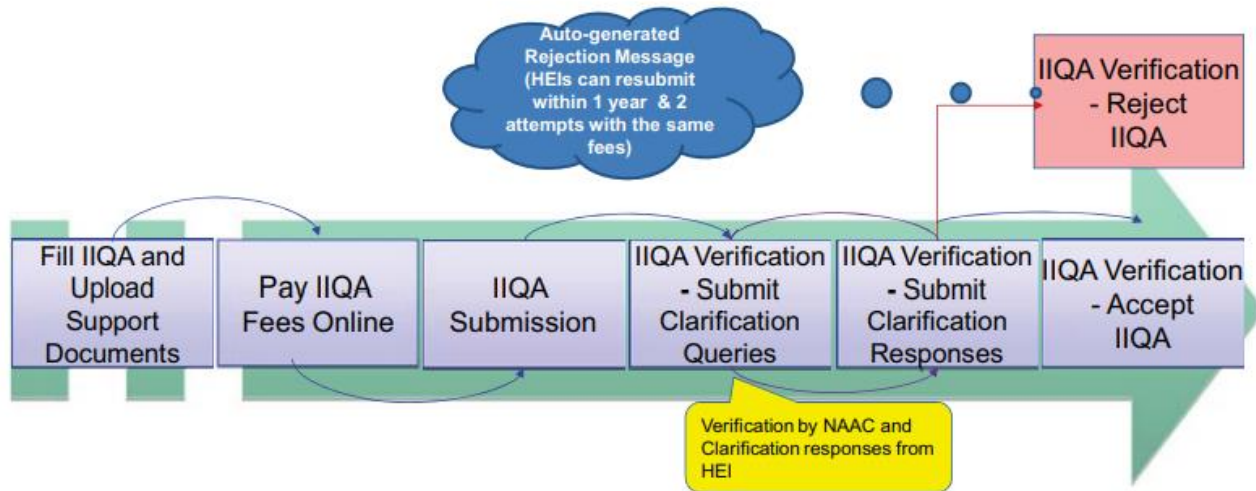 Auto-generated
Rejection Message
(HEIs can resubmit
within 1 year & 2
attempts with the same
fees)
IIQA Verification
- Reject
IIQA
Fill IIQA and
Upload
Support
Documents
Pay IIQA
Fees Online
IIQA
Submission
IIQA Verification
- Submit
Clarification
Queries
IIQA Verification
- Submit
Clarification
Responses
IIQA Verification
- Accept
IIQA
Verification by NAAC and
Clarification responses from
HEI